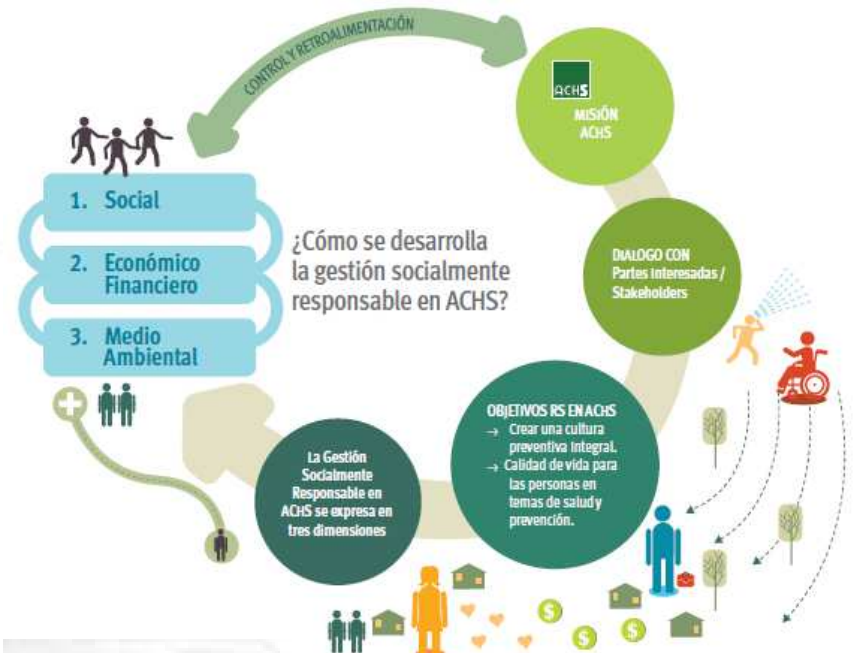 CONTROL Y RETROALIMENTACIÓN
ACHS
MISIÓN
ACHS
1. Social
2. Económico
Financiero
3. Medio
Ambiental
¿Cómo se desarrolla
la gestión socialmente
responsable en ACHS?
DIALOGO CON
Partes Interesadas /
Stakeholders
OBJETIVOS RS EN ACHS
→ Crear una cultura
preventiva integral.
→ Calidad de vida para
las personas en
temas de salud y
prevención.
La Gestión
Socialmente
Responsable en
ACHS se expresa en
tres dimensiones
$
$
$
$